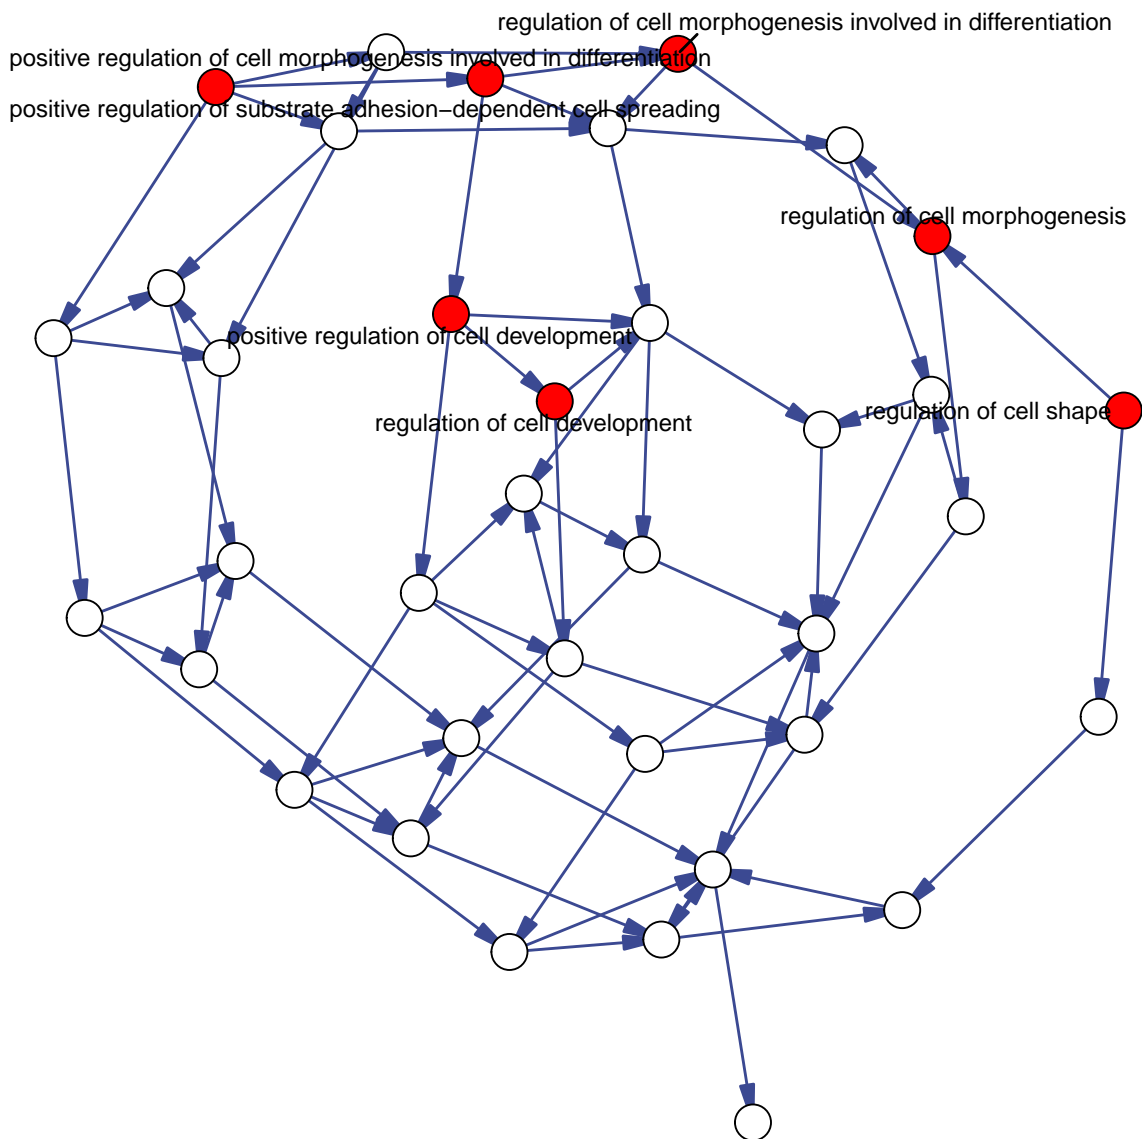 regulation of cell morphogenesis involved in differentiation
positive regulation of cell morphogenesis involved in differentiation
positive regulation of substrate adhesion−dependent cell spreading
regulation of cell morphogenesis
positive regulation of cell development
regulation of cell shape
regulation of cell development